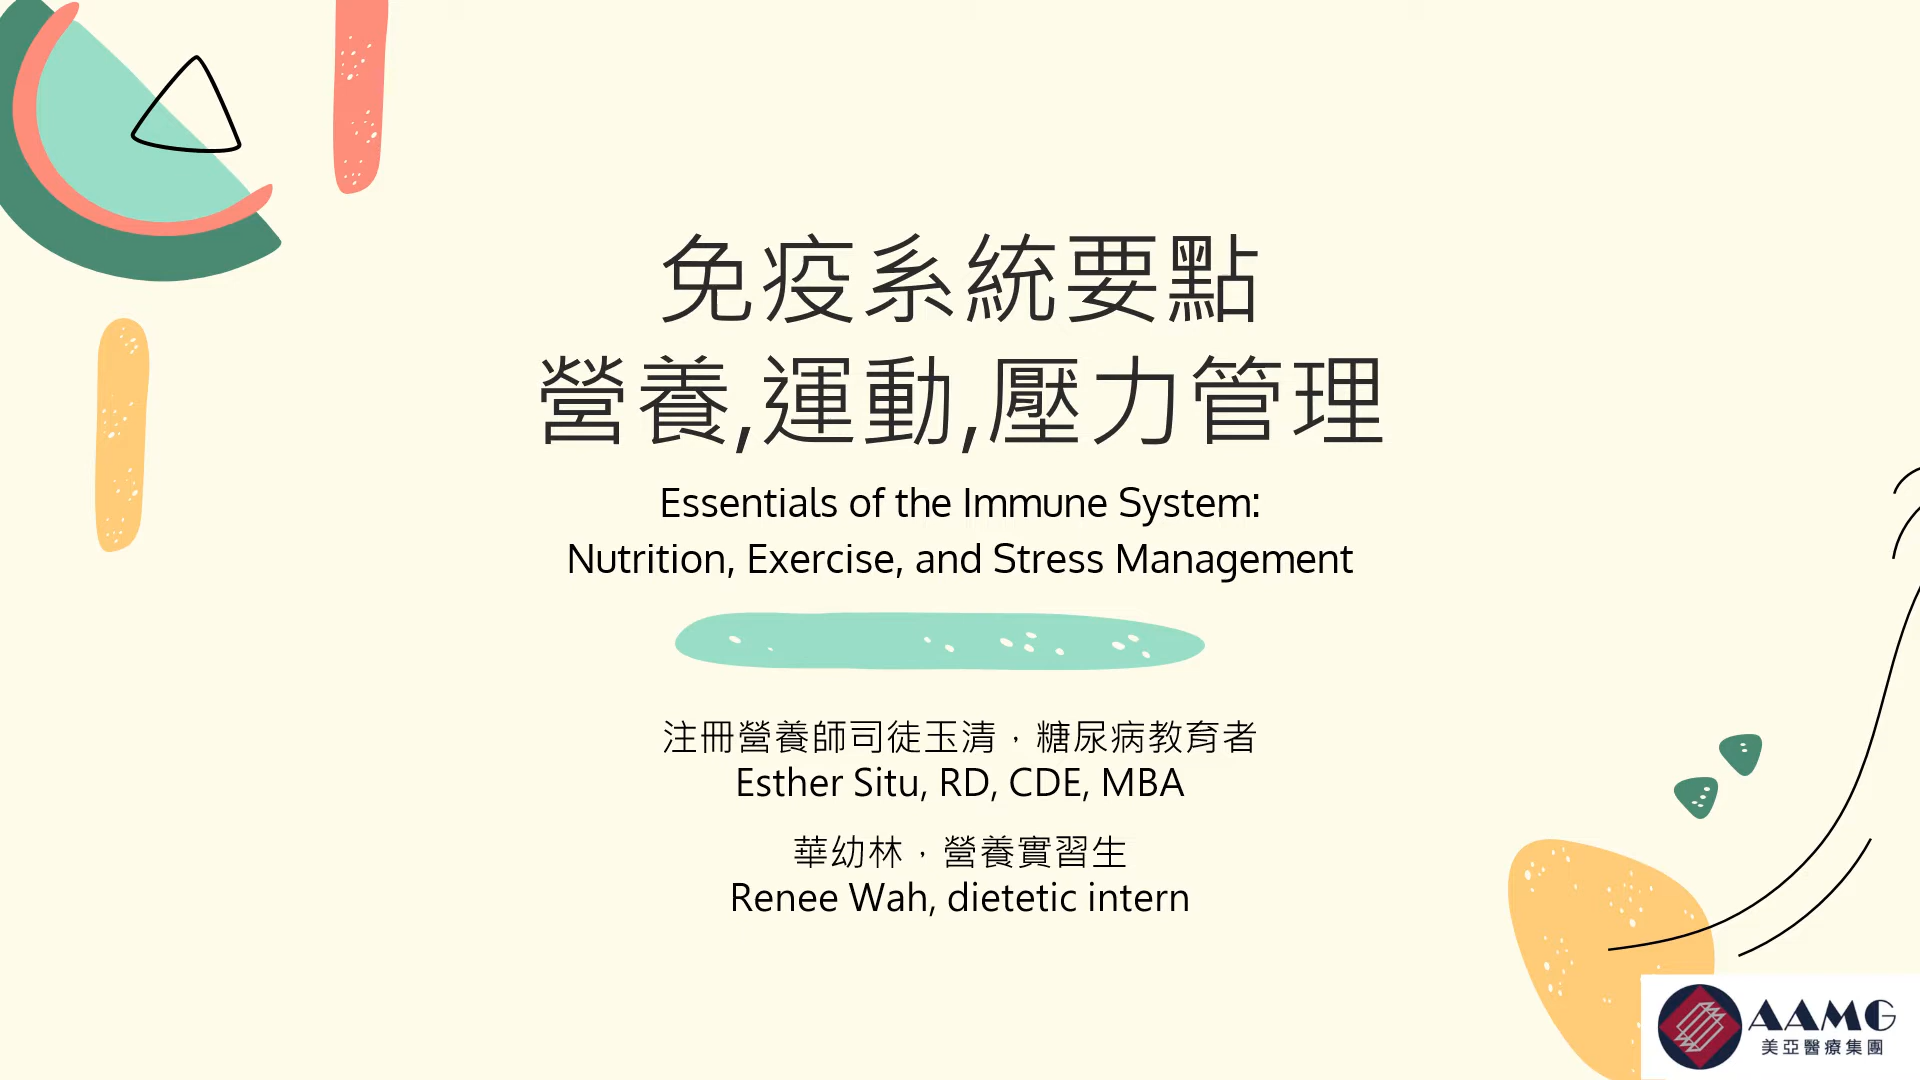 免疫系統要點
營養,運動,壓力管理
Essentials of the Immune System:
Nutrition, Exercise, and Stress Management
注冊營養師司徒玉清，糖尿病教育者
Esther Situ, RD, CDE, MBA
華幼林，營養實習生
Renee Wah, dietetic intern
AAMG
美亞醫療集團